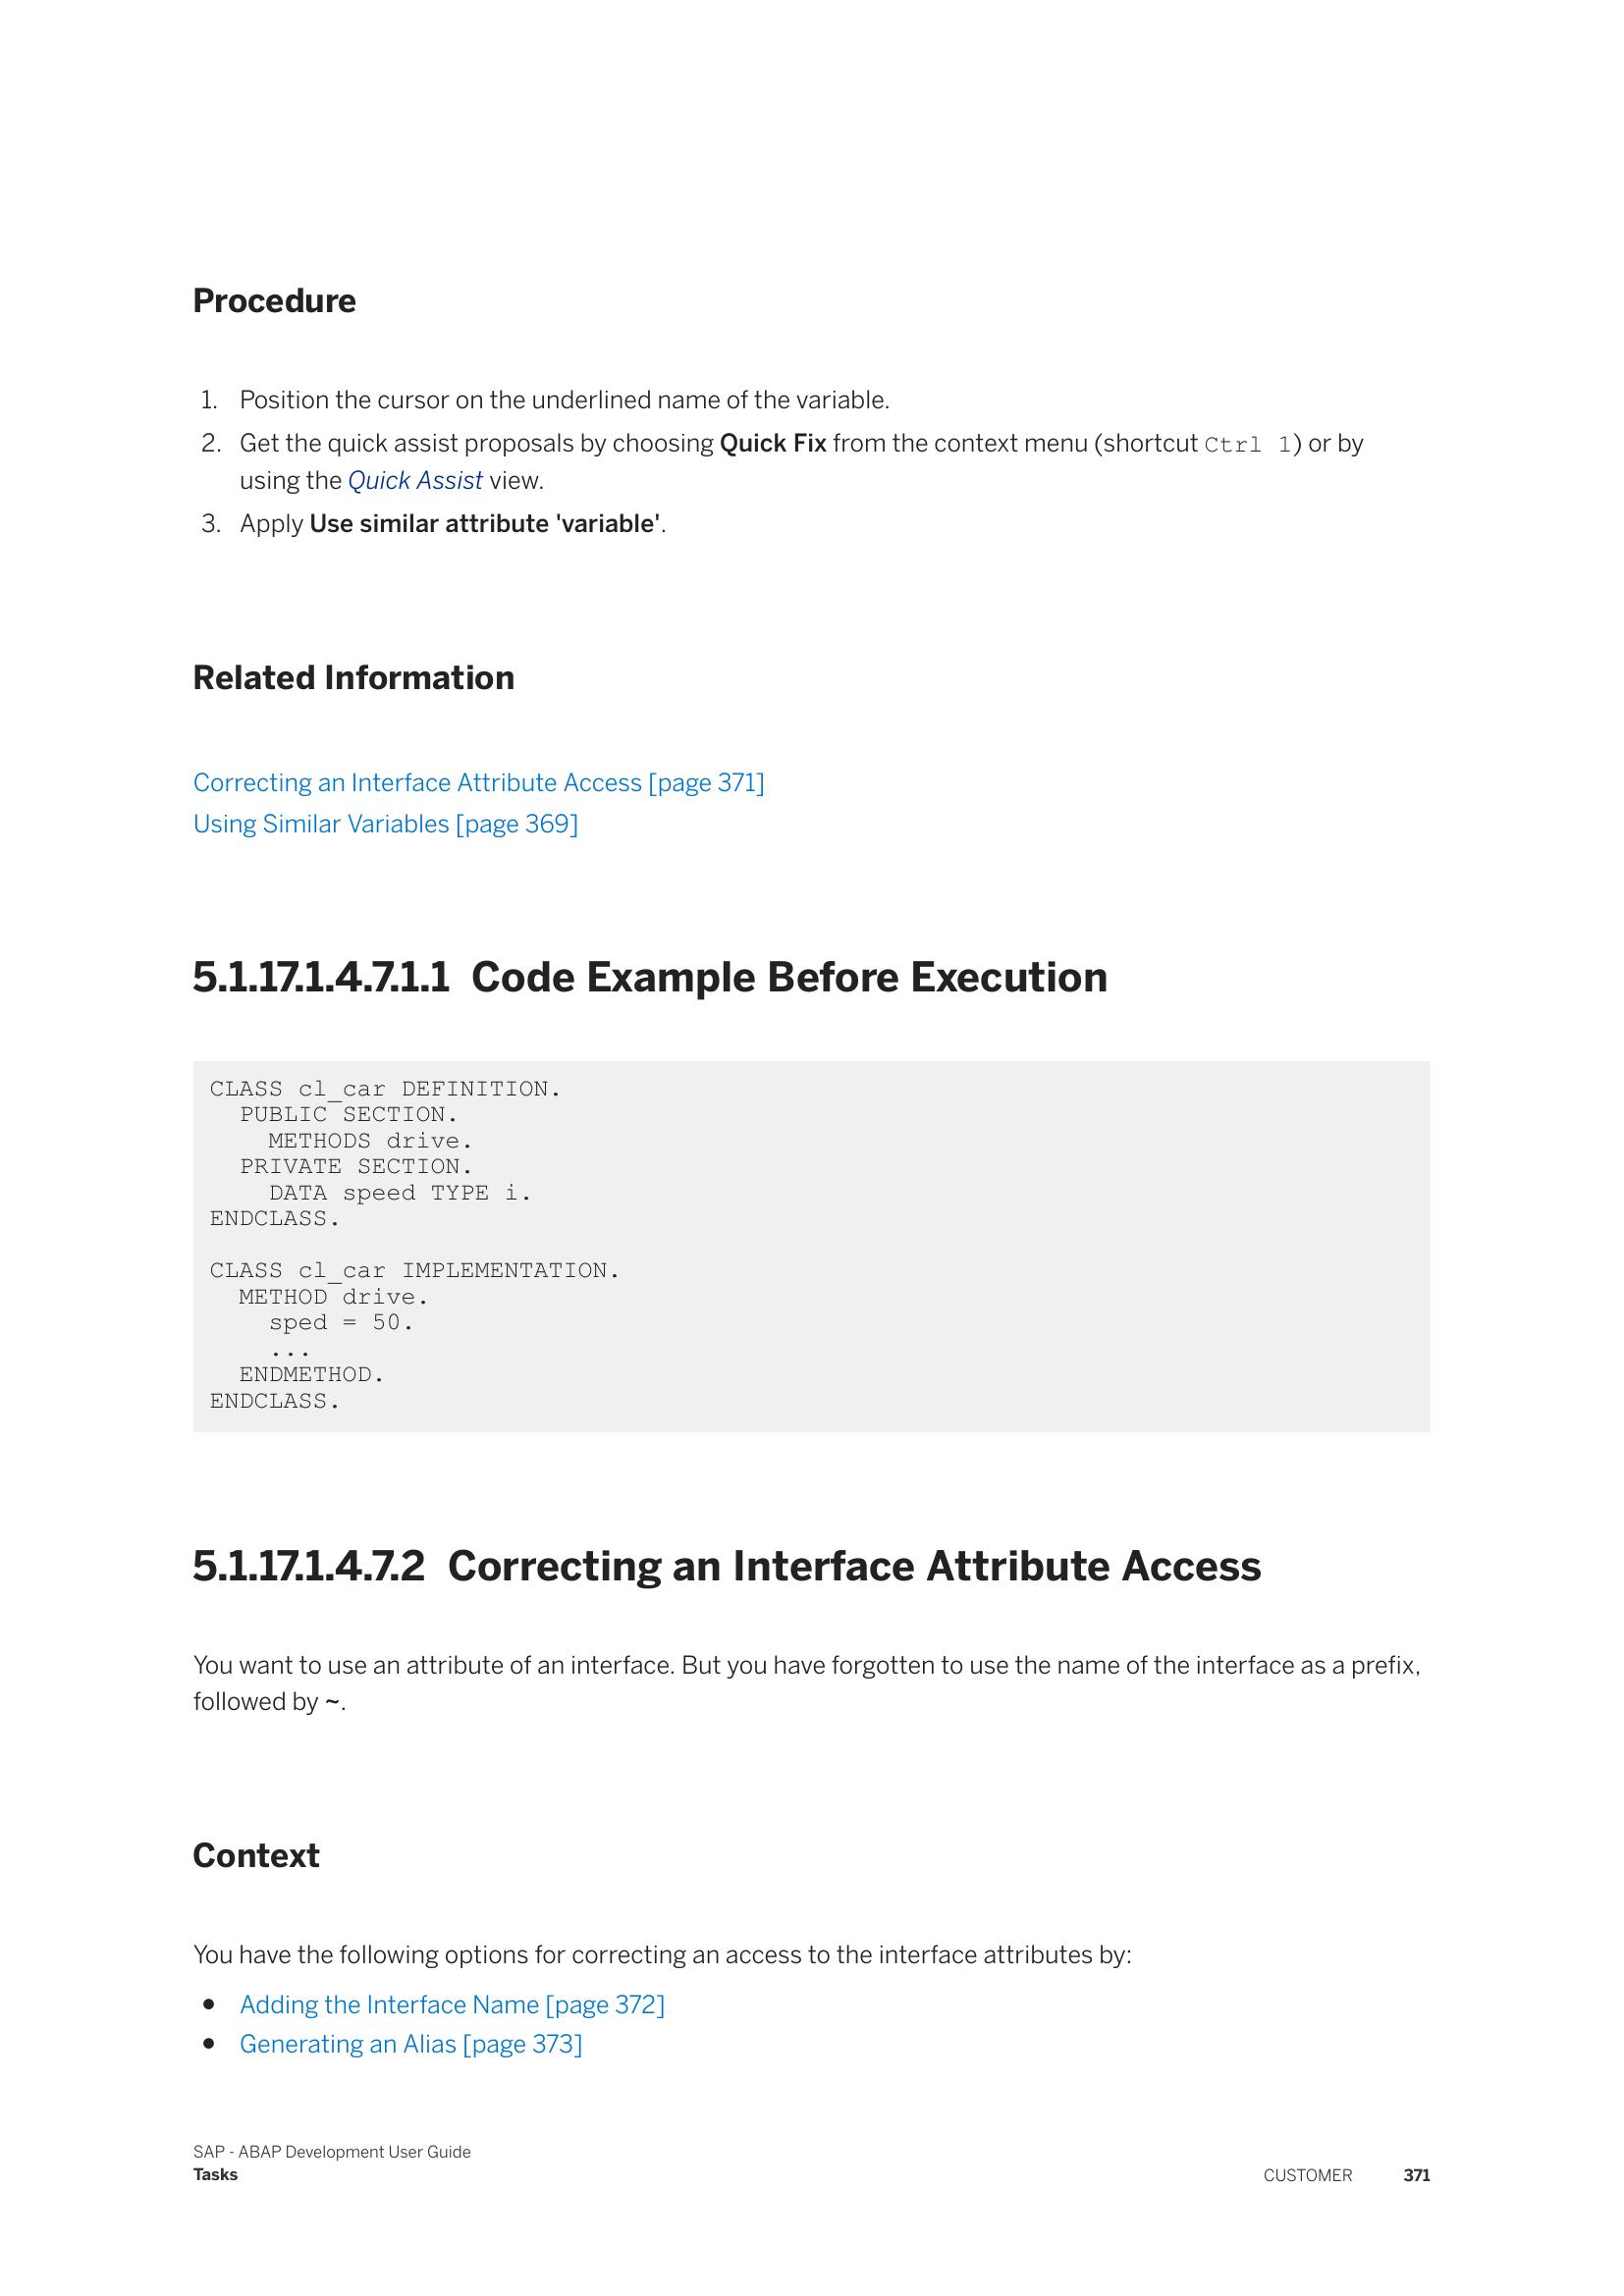 Procedure
1. Position the cursor on the underlined name of the variable.
2. Get the quick assist proposals by choosing Quick Fix from the context menu (shortcut Ctrl 1) or by
using the Quick Assist view.
3. Apply Use similar attribute 'variable'.
Related Information
Correcting an Interface Attribute Access [page 371]
Using Similar Variables [page 369]
5.1.17.1.4.7.1.1 Code Example Before Execution
CLASS cl_car DEFINITION.
  PUBLIC SECTION.
    METHODS drive.
  PRIVATE SECTION.
    DATA speed TYPE i.
ENDCLASS.
CLASS cl_car IMPLEMENTATION.
  METHOD drive.
    sped = 50.
    ...
  ENDMETHOD.
ENDCLASS.
5.1.17.1.4.7.2 Correcting an Interface Attribute Access
You want to use an attribute of an interface. But you have forgotten to use the name of the interface as a prefix,
followed by ~.
Context
You have the following options for correcting an access to the interface attributes by:
● Adding the Interface Name [page 372]
● Generating an Alias [page 373]
SAP - ABAP Development User Guide
Tasks CUSTOMER 371